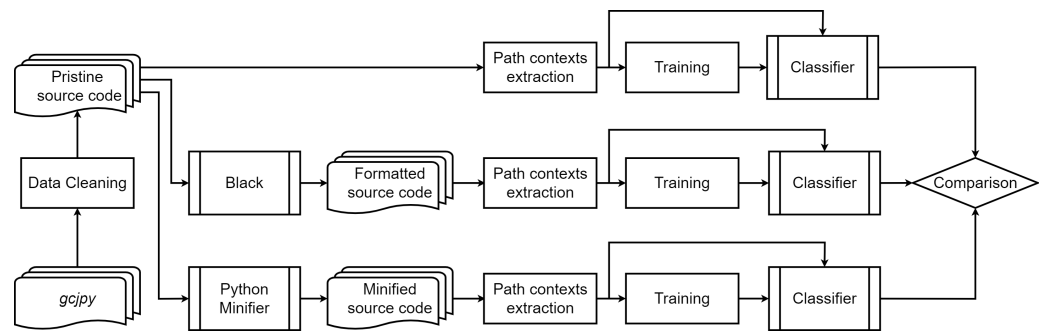 Pristine
source code
Path contexts
extraction
Training
Classifier
Data Cleaning
Black
Formatted
source code
Path contexts
extraction
Training
Classifier
Comparison
gcjpy
Python
Minifier
Minified
source code
Path contexts
extraction
Training
Classifier